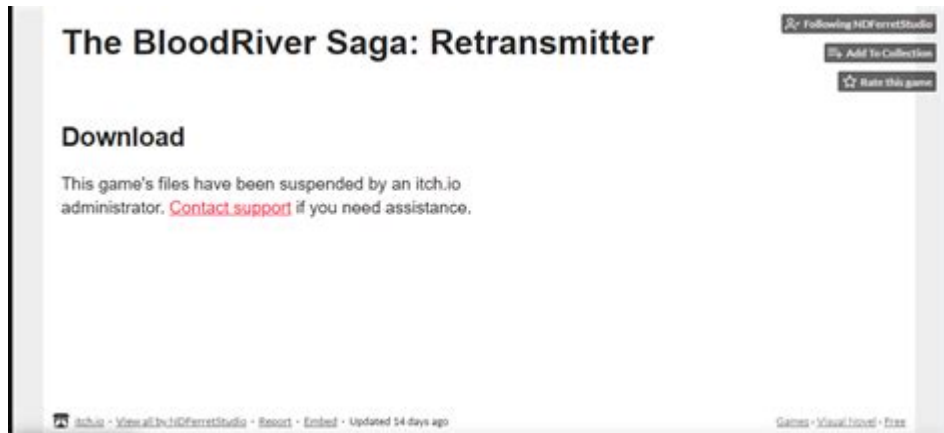 The BloodRiver Saga: Retransmitter
Following NDFerretStudio
Add To Collection
Rate this game
Download
This game's files have been suspended by an itch.io
administrator. Contact support if you need assistance.
itch.io · View all by NDFerretStudio · Report · Embed · Updated 14 days ago
Games · Visual Novel · Free